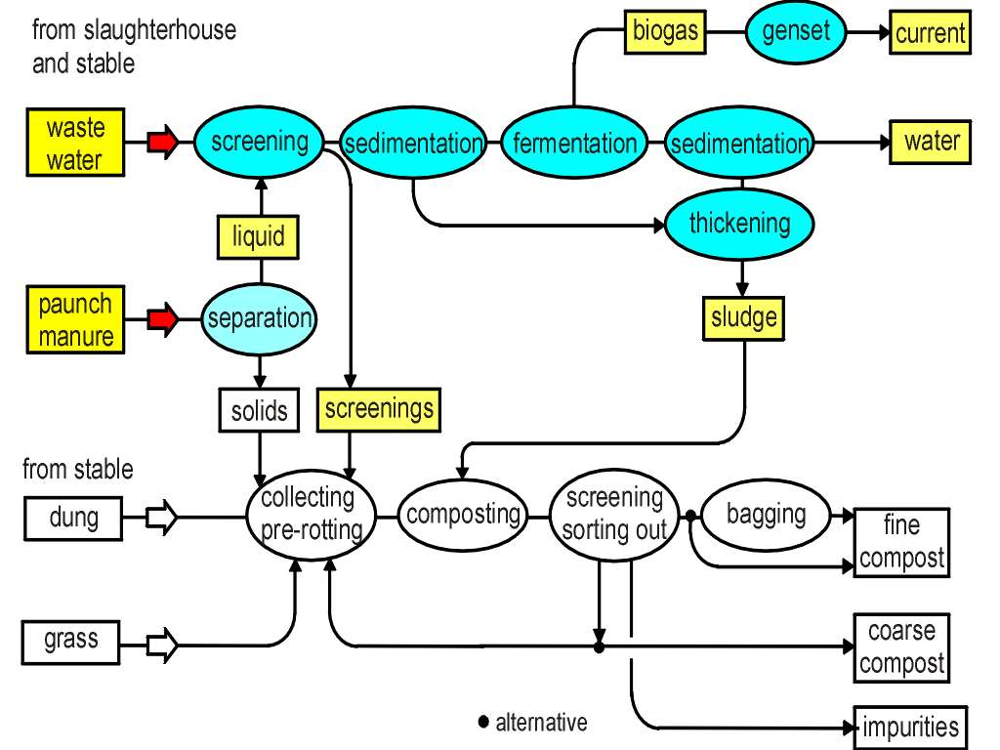 from slaughterhouse
and stable
biogas
genset
current
waste
water
screening
sedimentation
fermentation
sedimentation
water
liquid
thickening
paunch
manure
separation
sludge
solids
screenings
from stable
dung
collecting
pre-rotting
composting
screening
sorting out
bagging
fine
compost
grass
coarse
compost
alternative
impurities